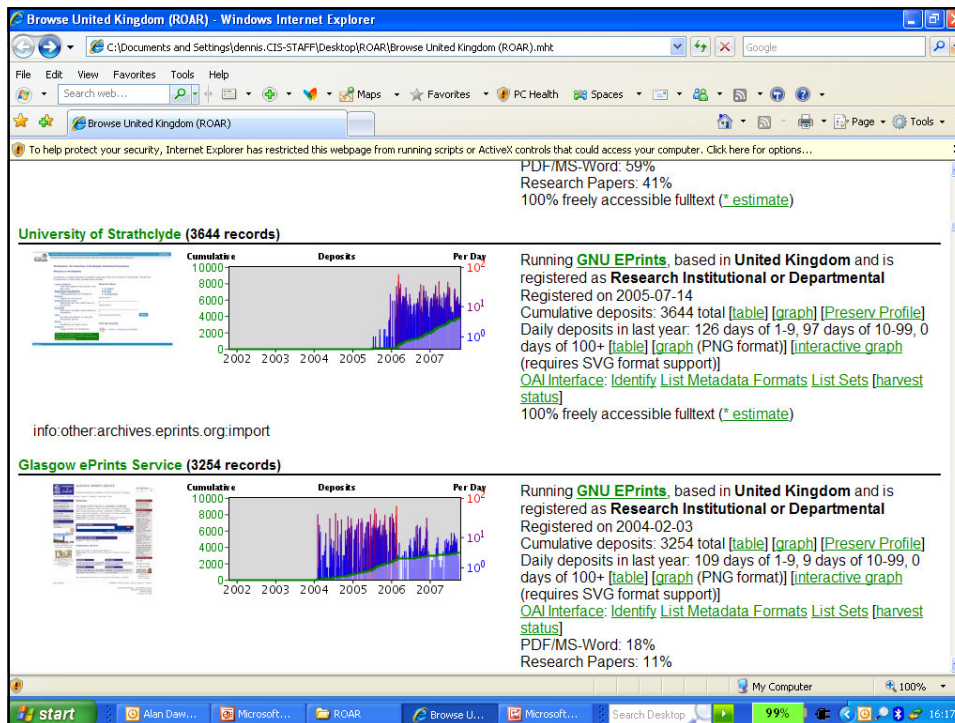 Browse United Kingdom (ROAR) - Windows Internet Explorer
C:\Documents and Settings\dennis.CIS-STAFF\Desktop\ROAR\Browse United Kingdom (ROAR).mht
Google
File Edit View Favorites Tools Help
Search web...
Maps
Favorites
PC Health
Spaces
Browse United Kingdom (ROAR)
Page
Tools
To help protect your security, Internet Explorer has restricted this webpage from running scripts or ActiveX controls that could access your computer. Click here for options...
PDF/MS-Word: 59%
Research Papers: 41%
100% freely accessible fulltext (* estimate)
University of Strathclyde (3644 records)
Cumulative Deposits Per Day
10000
8000
6000
4000
2000
0
10^2
10^1
10^0
2002 2003 2004 2005 2006 2007
Running GNU EPrints, based in United Kingdom and is
registered as Research Institutional or Departmental
Registered on 2005-07-14
Cumulative deposits: 3644 total [table] [graph] [Preserv Profile]
Daily deposits in last year: 126 days of 1-9, 97 days of 10-99, 0
days of 100+ [table] [graph (PNG format)] [interactive graph
(requires SVG format support)]
OAI Interface: Identify List Metadata Formats List Sets [harvest
status]
100% freely accessible fulltext (* estimate)
info:other:archives.eprints.org:import
Glasgow ePrints Service (3254 records)
Cumulative Deposits Per Day
10000
8000
6000
4000
2000
0
10^2
10^1
10^0
2002 2003 2004 2005 2006 2007
Running GNU EPrints, based in United Kingdom and is
registered as Research Institutional or Departmental
Registered on 2004-02-03
Cumulative deposits: 3254 total [table] [graph] [Preserv Profile]
Daily deposits in last year: 109 days of 1-9, 9 days of 10-99, 0
days of 100+ [table] [graph (PNG format)] [interactive graph
(requires SVG format support)]
OAI Interface: Identify List Metadata Formats List Sets [harvest
status]
PDF/MS-Word: 18%
Research Papers: 11%
My Computer
100%
start
Alan Daw...
Microsoft...
ROAR
Browse U...
Microsoft...
Search Desktop
99%
16:17